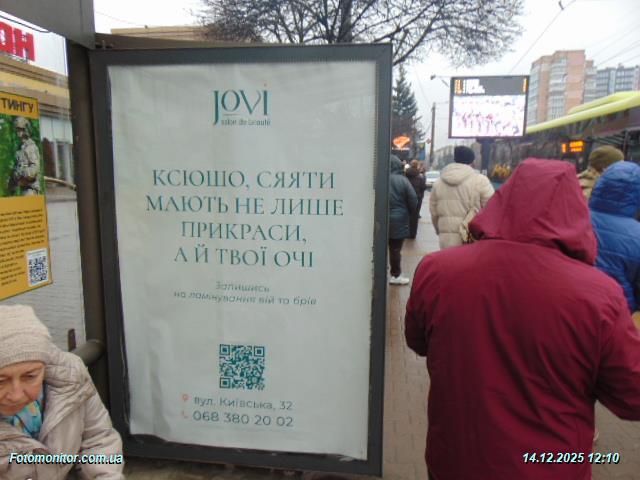 ОН
ТИНГУ
JOVI
salon de beauté
КСЮШО, СЯЯТИ
МАЮТЬ НЕ ЛИШЕ
ПРИКРАСИ,
А Й ТВОЇ ОЧІ
Запишись
на ламінування вій та брів
вул. Київська, 32
068 380 20 02
Fotomonitor.com.ua
14.12.2025 12:10